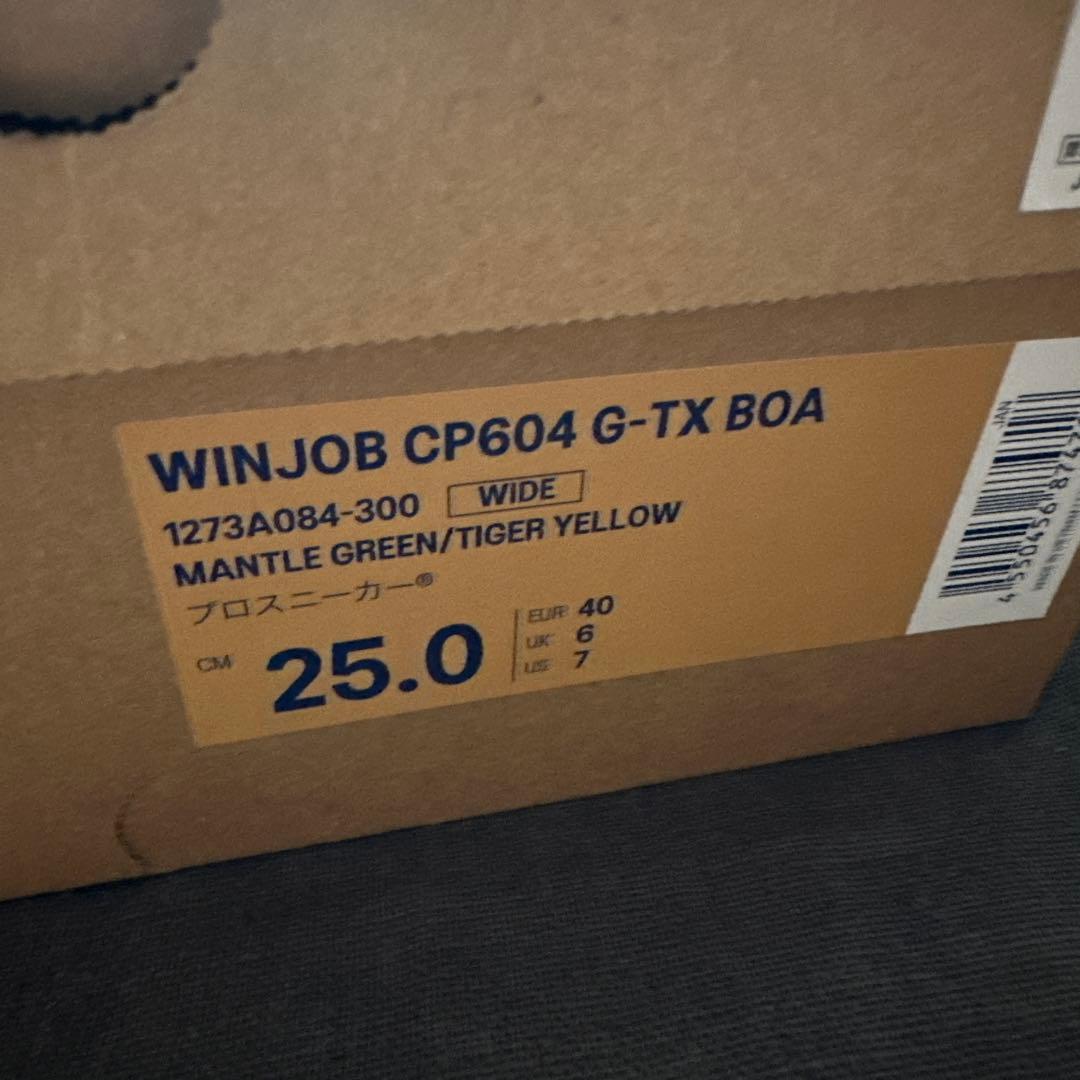 WINJOB CP604 G-TX BOA
1273A084-300 WIDE
MANTLE GREEN/TIGER YELLOW
プロスニーカー®
CM 25.0
EUR 40
UK 6
US 7
JAN